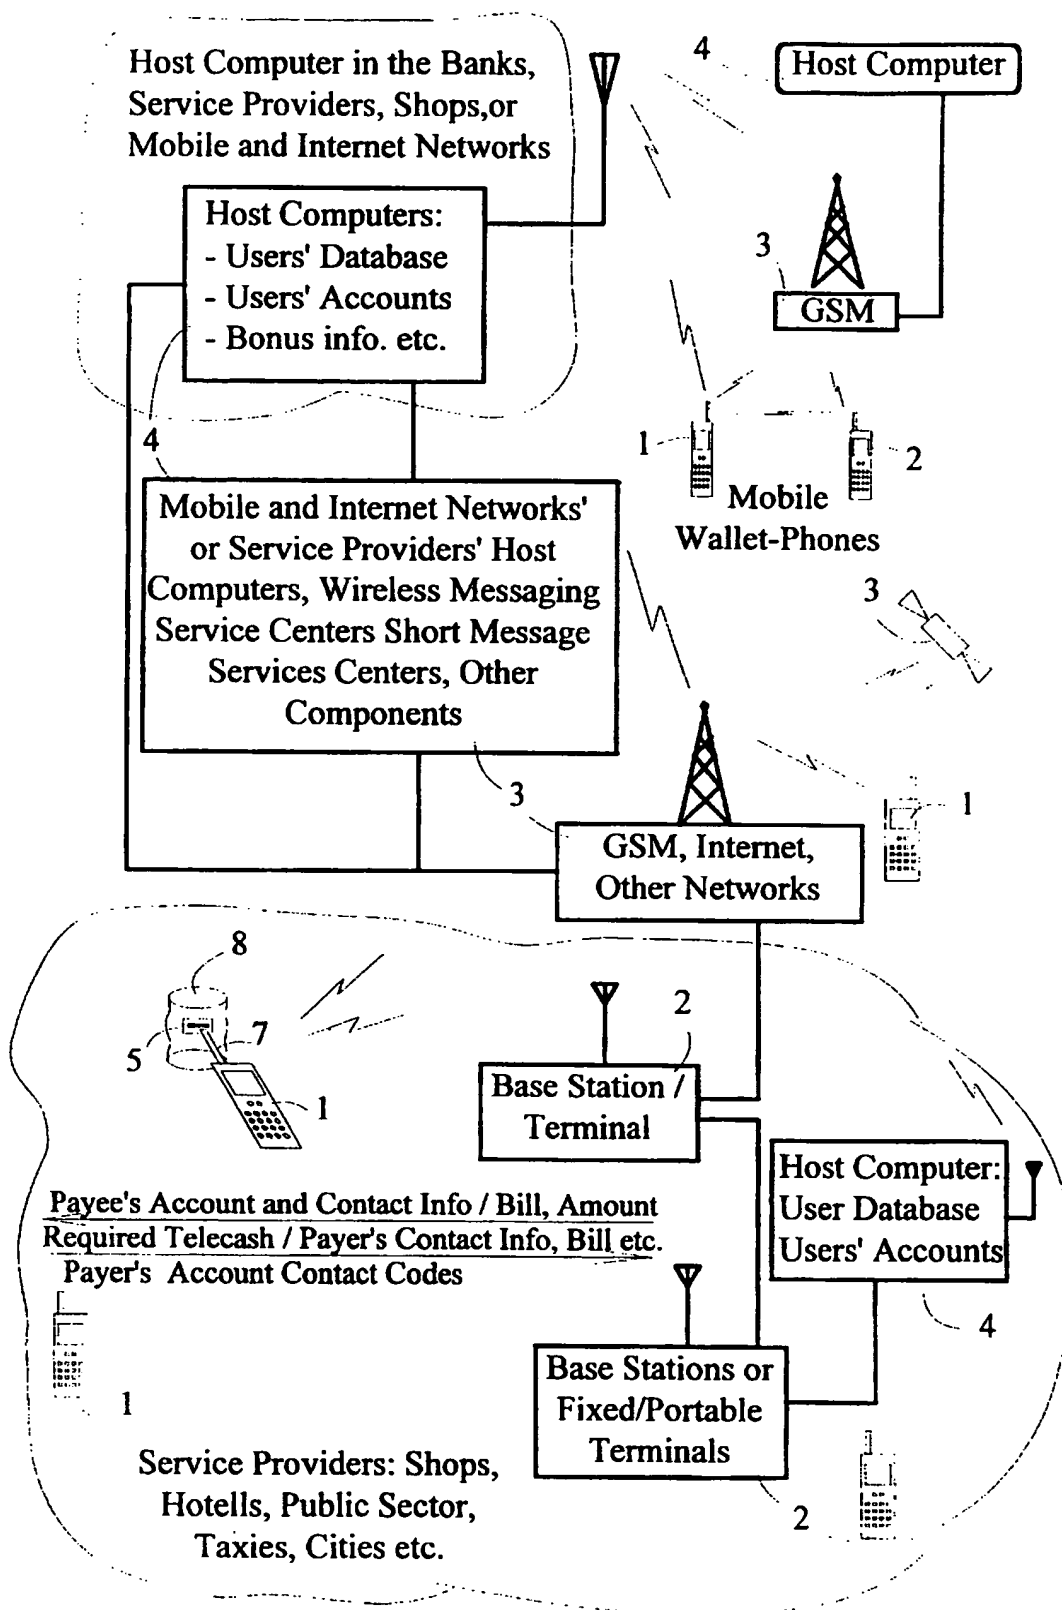 Host Computer in the Banks,
Service Providers, Shops,or
Mobile and Internet Networks
4
Host Computer
Host Computers:
- Users' Database
- Users' Accounts
- Bonus info. etc.
3
GSM
4
1
2
Mobile
Wallet-Phones
Mobile and Internet Networks'
or Service Providers' Host
Computers, Wireless Messaging
Service Centers Short Message
Services Centers, Other
Components
3
3
1
GSM, Internet,
Other Networks
8
5
7
1
2
Base Station /
Terminal
Host Computer:
User Database
Users' Accounts
4
Payee's Account and Contact Info / Bill, Amount
Required Telecash / Payer's Contact Info, Bill etc.
Payer's Account Contact Codes
1
Base Stations or
Fixed/Portable
Terminals
2
Service Providers: Shops,
Hotells, Public Sector,
Taxies, Cities etc.